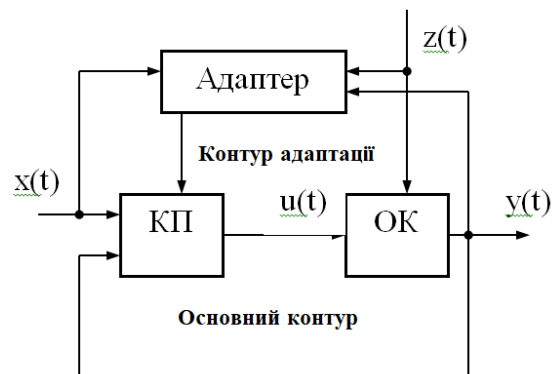 z(t)
Адаптер
Контур адаптації
x(t)
КП
u(t)
ОК
y(t)
Основний контур